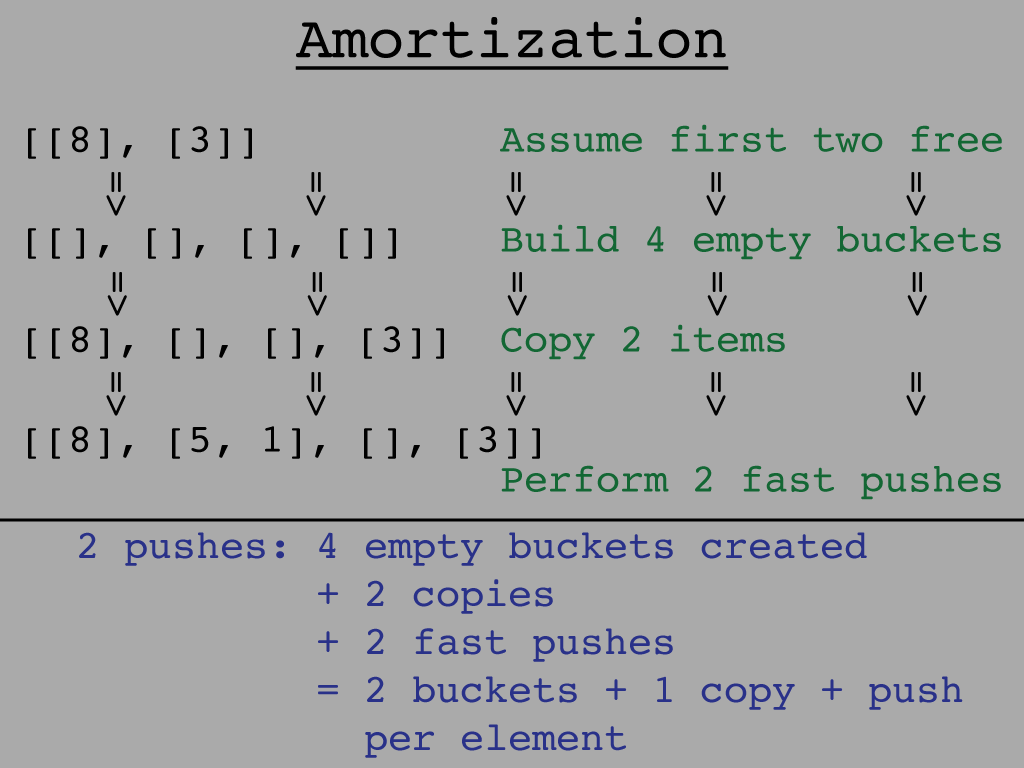 Amortization
[[8], [3]] Assume first two free
=> => => => =>
[[], [], [], []] Build 4 empty buckets
=> => => => =>
[[8], [], [], [3]] Copy 2 items
=> => => => =>
[[8], [5, 1], [], [3]]
Perform 2 fast pushes
2 pushes: 4 empty buckets created
+ 2 copies
+ 2 fast pushes
= 2 buckets + 1 copy + push
per element